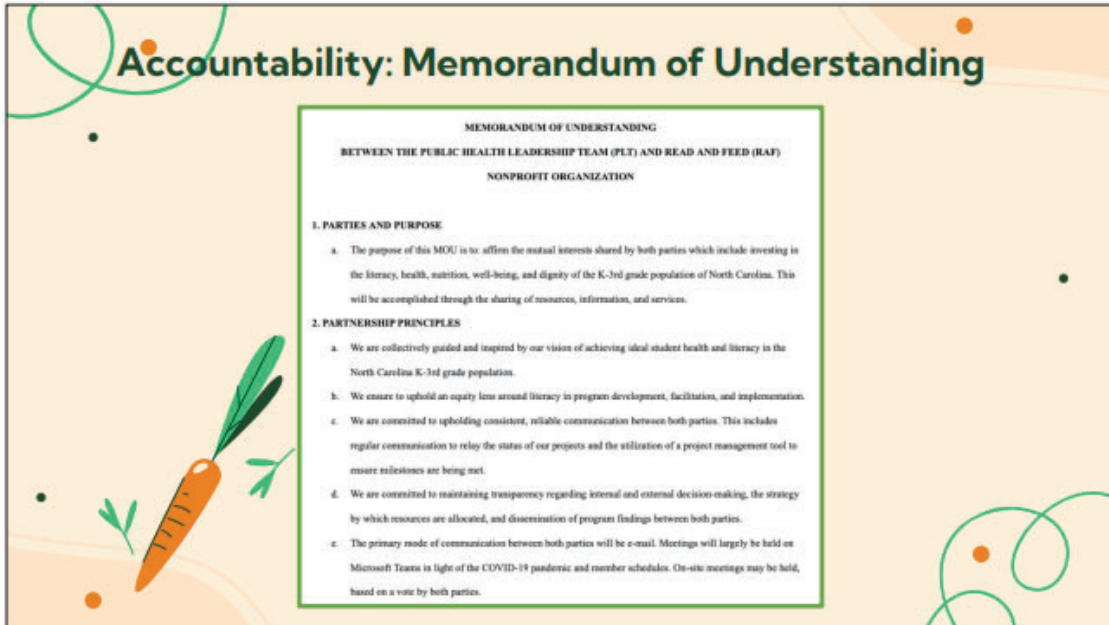 Accountability: Memorandum of Understanding
MEMORANDUM OF UNDERSTANDING
BETWEEN THE PUBLIC HEALTH LEADERSHIP TEAM (PLT) AND READ AND FEED (RAF)
NONPROFIT ORGANIZATION
1. PARTIES AND PURPOSE
a. The purpose of this MOU is to: affirm the mutual interests shared by both parties which include investing in
the literacy, health, nutrition, well-being, and dignity of the K-3rd grade population of North Carolina. This
will be accomplished through the sharing of resources, information, and services.
2. PARTNERSHIP PRINCIPLES
a. We are collectively guided and inspired by our vision of achieving ideal student health and literacy in the
North Carolina K-3rd grade population.
b. We ensure to uphold an equity lens around literacy in program development, facilitation, and implementation.
c. We are committed to upholding consistent, reliable communication between both parties. This includes
regular communication to relay the status of our projects and the utilization of a project management tool to
ensure milestones are being met.
d. We are committed to maintaining transparency regarding internal and external decision-making, the strategy
by which resources are allocated, and dissemination of program findings between both parties.
e. The primary mode of communication between both parties will be e-mail. Meetings will largely be held on
Microsoft Teams in light of the COVID-19 pandemic and member schedules. On-site meetings may be held,
based on a vote by both parties.